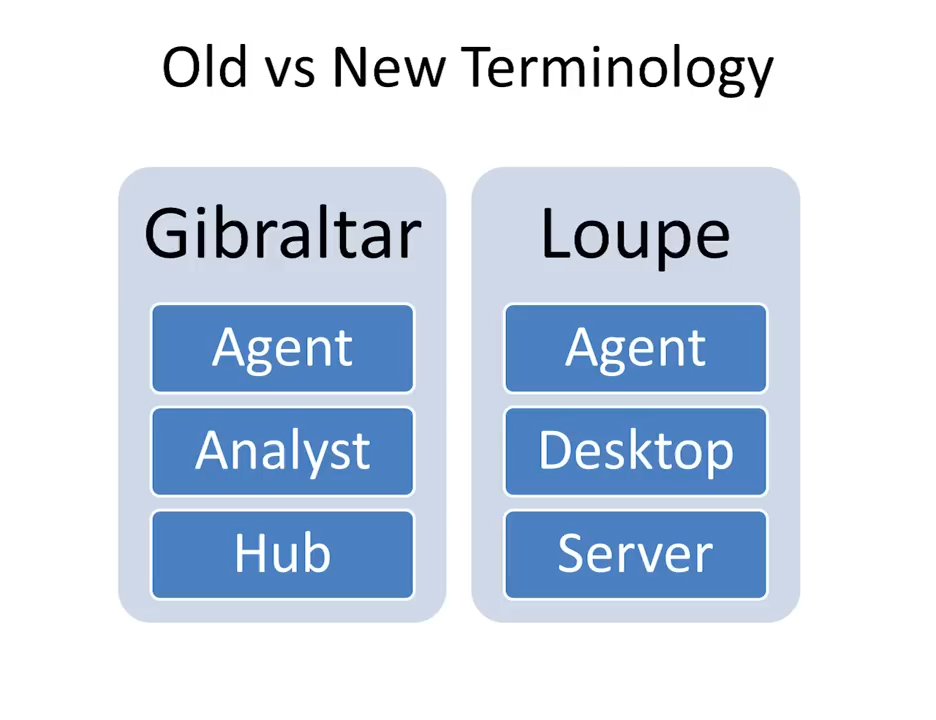 Old vs New Terminology
Gibraltar
Agent
Analyst
Hub
Loupe
Agent
Desktop
Server